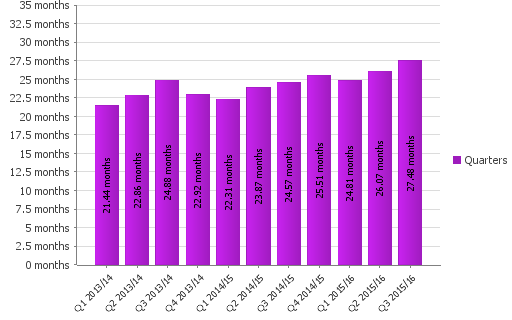 35 months
32.5 months
30 months
27.5 months
25 months
22.5 months
20 months
17.5 months
15 months
12.5 months
10 months
7.5 months
5 months
2.5 months
0 months
21.44 months
22.86 months
24.88 months
22.92 months
22.31 months
23.87 months
24.57 months
25.51 months
24.81 months
26.07 months
27.48 months
Q1 2013/14
Q2 2013/14
Q3 2013/14
Q4 2013/14
Q1 2014/15
Q2 2014/15
Q3 2014/15
Q4 2014/15
Q1 2015/16
Q2 2015/16
Q3 2015/16
Quarters